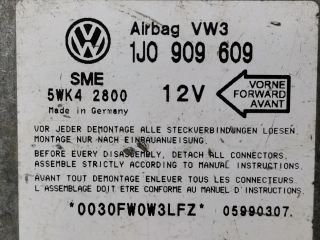 Airbag VW3
1J0 909 609
SME
5WK4 2800
Made in Germany
12V
VORNE
FORWARD
AVANT
VOR JEDER DEMONTAGE ALLE STECKVERBINDUNGEN LOESEN
MONTAGE NUR NACH EINBAUANWEISUNG.
BEFORE EVERY DISASSEMBLY, DETACH ALL CONNECTORS.
ASSEMBLE STRICTLY ACCORDING TO MANUAL INSTRUCTIONS.
AVANT TOUT DEMONTAGE ENLEVER TOUS LES CONNECTEURS
L'ASSEMBLAGE DOIT ETRE CONFORME AU MANUEL D'INSTRUCTIONS.
*0030FW0W3LFZ* 05990307.